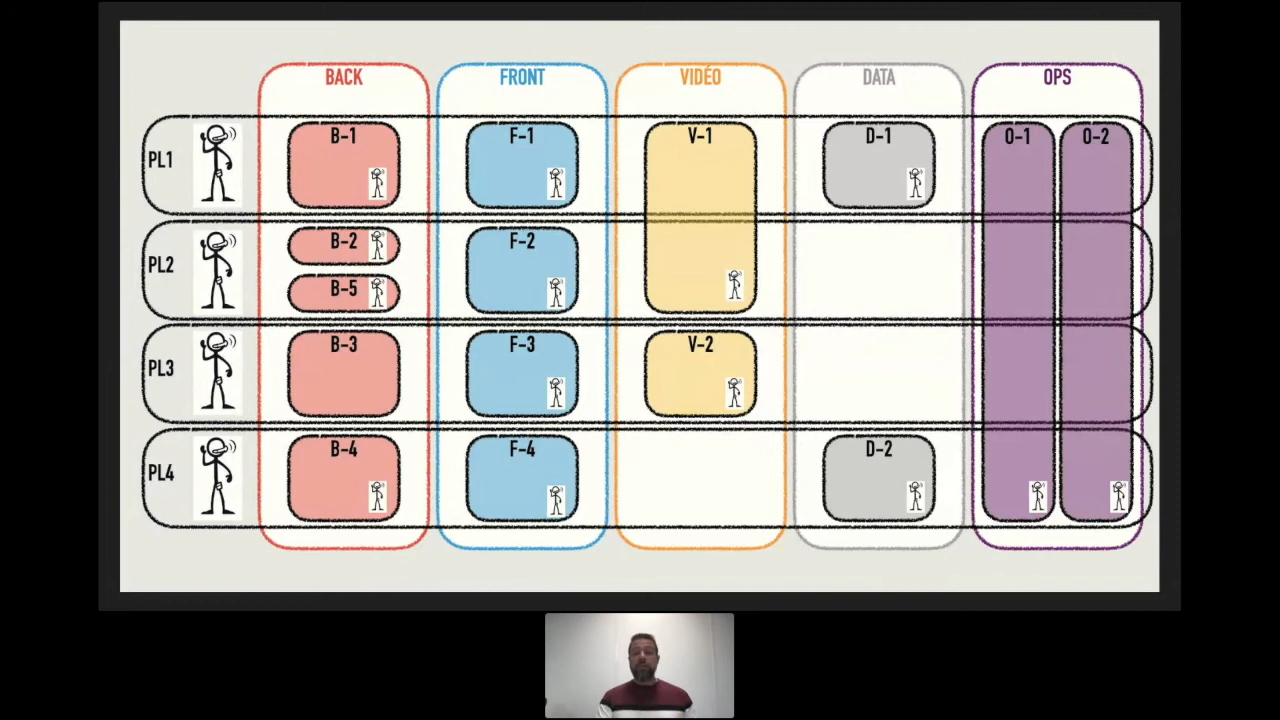 BACK FRONT VIDÉO DATA OPS
PL1 B-1 F-1 V-1 D-1 O-1 O-2
PL2 B-2 F-2
B-5
PL3 B-3 F-3 V-2
PL4 B-4 F-4 D-2